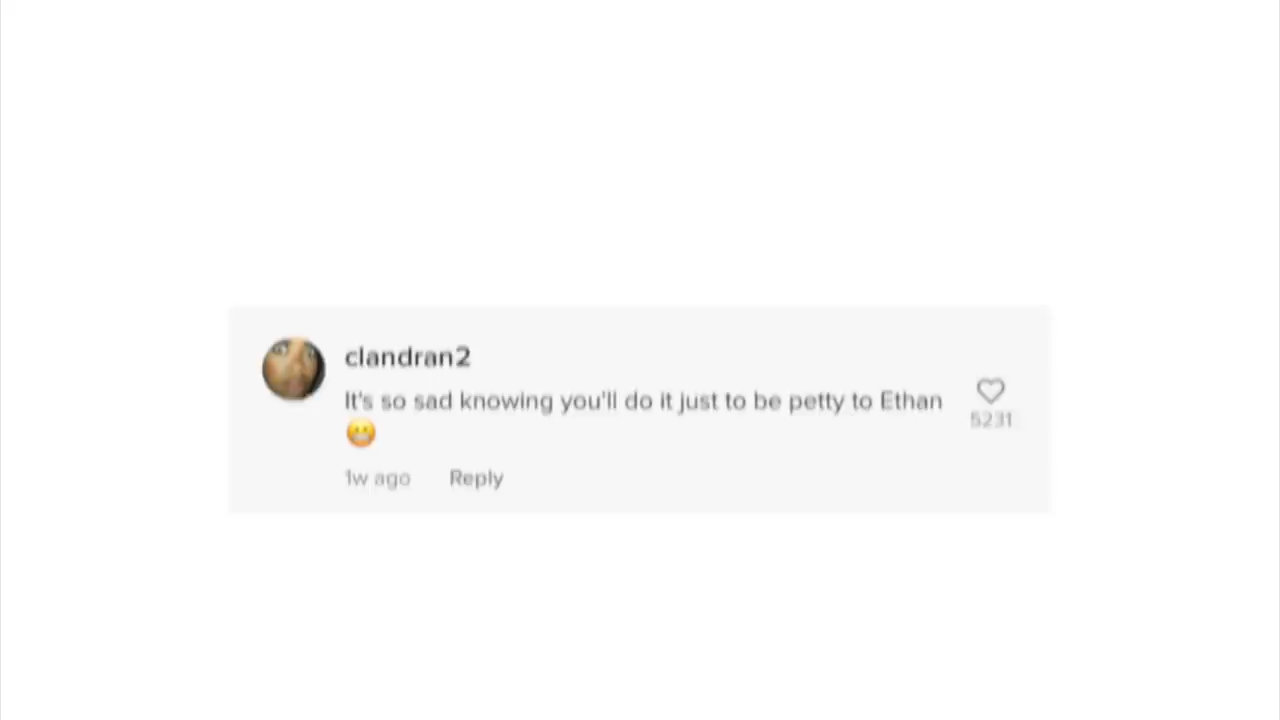 clandran2
It's so sad knowing you'll do it just to be petty to Ethan
😬
5231
1w ago Reply